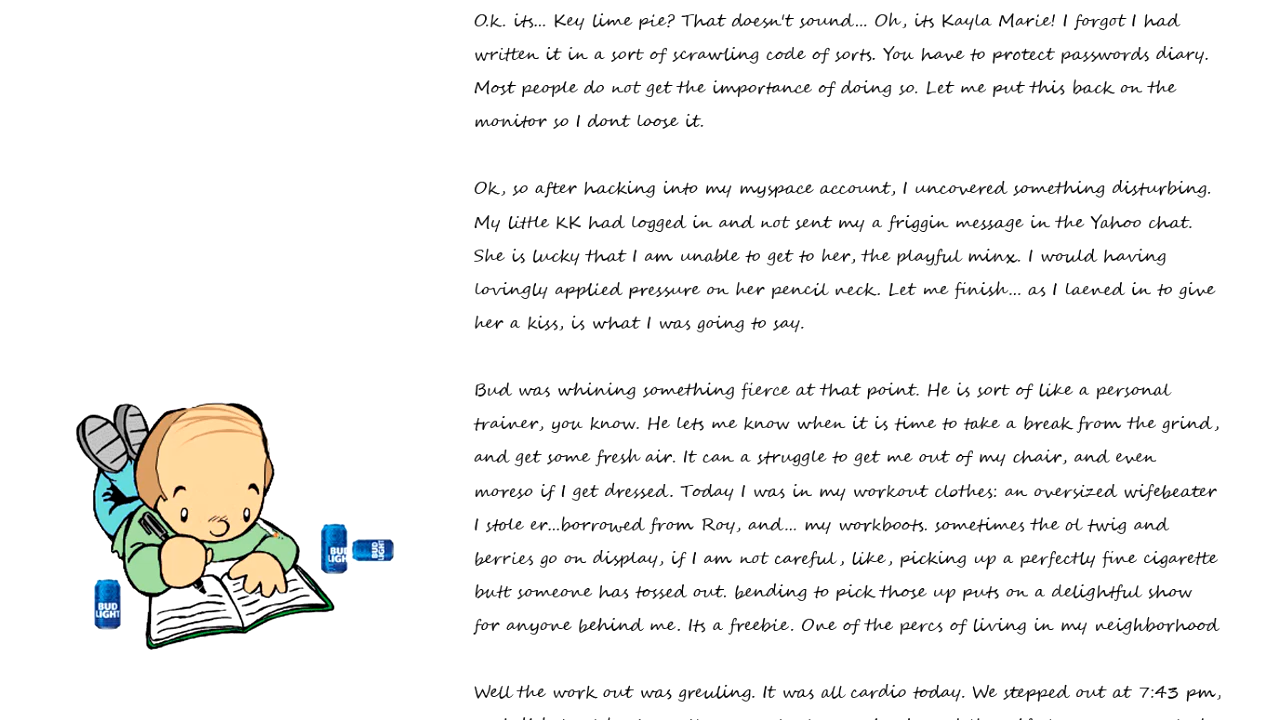 O.k. its... Key lime pie? That doesn't sound... Oh, its Kayla Marie! I forgot I had
written it in a sort of scrawling code of sorts. You have to protect passwords diary.
Most people do not get the importance of doing so. Let me put this back on the
monitor so I dont loose it.
Ok, so after hacking into my myspace account, I uncovered something disturbing.
My little KK had logged in and not sent my a friggin message in the Yahoo chat.
She is lucky that I am unable to get to her, the playful minx. I would having
lovingly applied pressure on her pencil neck. Let me finish... as I laened in to give
her a kiss, is what I was going to say.
Bud was whining something fierce at that point. He is sort of like a personal
trainer, you know. He lets me know when it is time to take a break from the grind,
and get some fresh air. It can a struggle to get me out of my chair, and even
moreso if I get dressed. Today I was in my workout clothes: an oversized wifebeater
I stole er...borrowed from Roy, and... my workboots. sometimes the ol twig and
berries go on display, if I am not careful, like, picking up a perfectly fine cigarette
butt someone has tossed out. bending to pick those up puts on a delightful show
for anyone behind me. Its a freebie. One of the percs of living in my neighborhood
Well the work out was greuling. It was all cardio today. We stepped out at 7:43 pm,
BUD
LIGHT
BUD
LIGHT
BUD
LIGHT